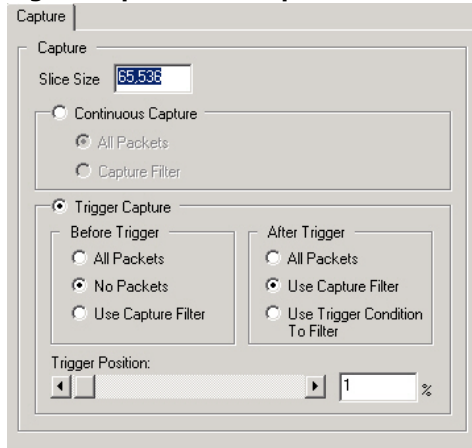 Capture
Capture
Slice Size 65,536
Continuous Capture
All Packets
Capture Filter
Trigger Capture
Before Trigger
All Packets
No Packets
Use Capture Filter
After Trigger
All Packets
Use Capture Filter
Use Trigger Condition
To Filter
Trigger Position:
1 %